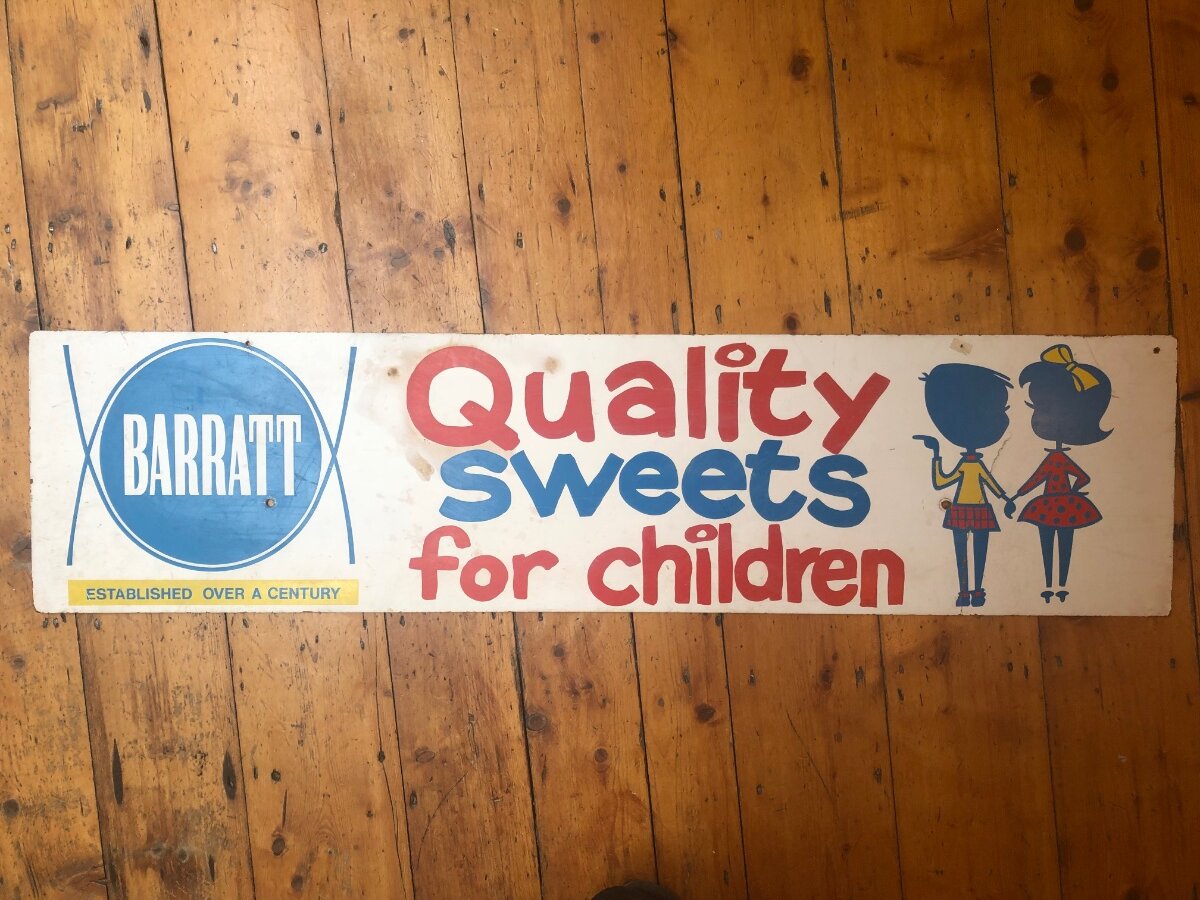 BARRATT
ESTABLISHED OVER A CENTURY
Quality
sweets
for children